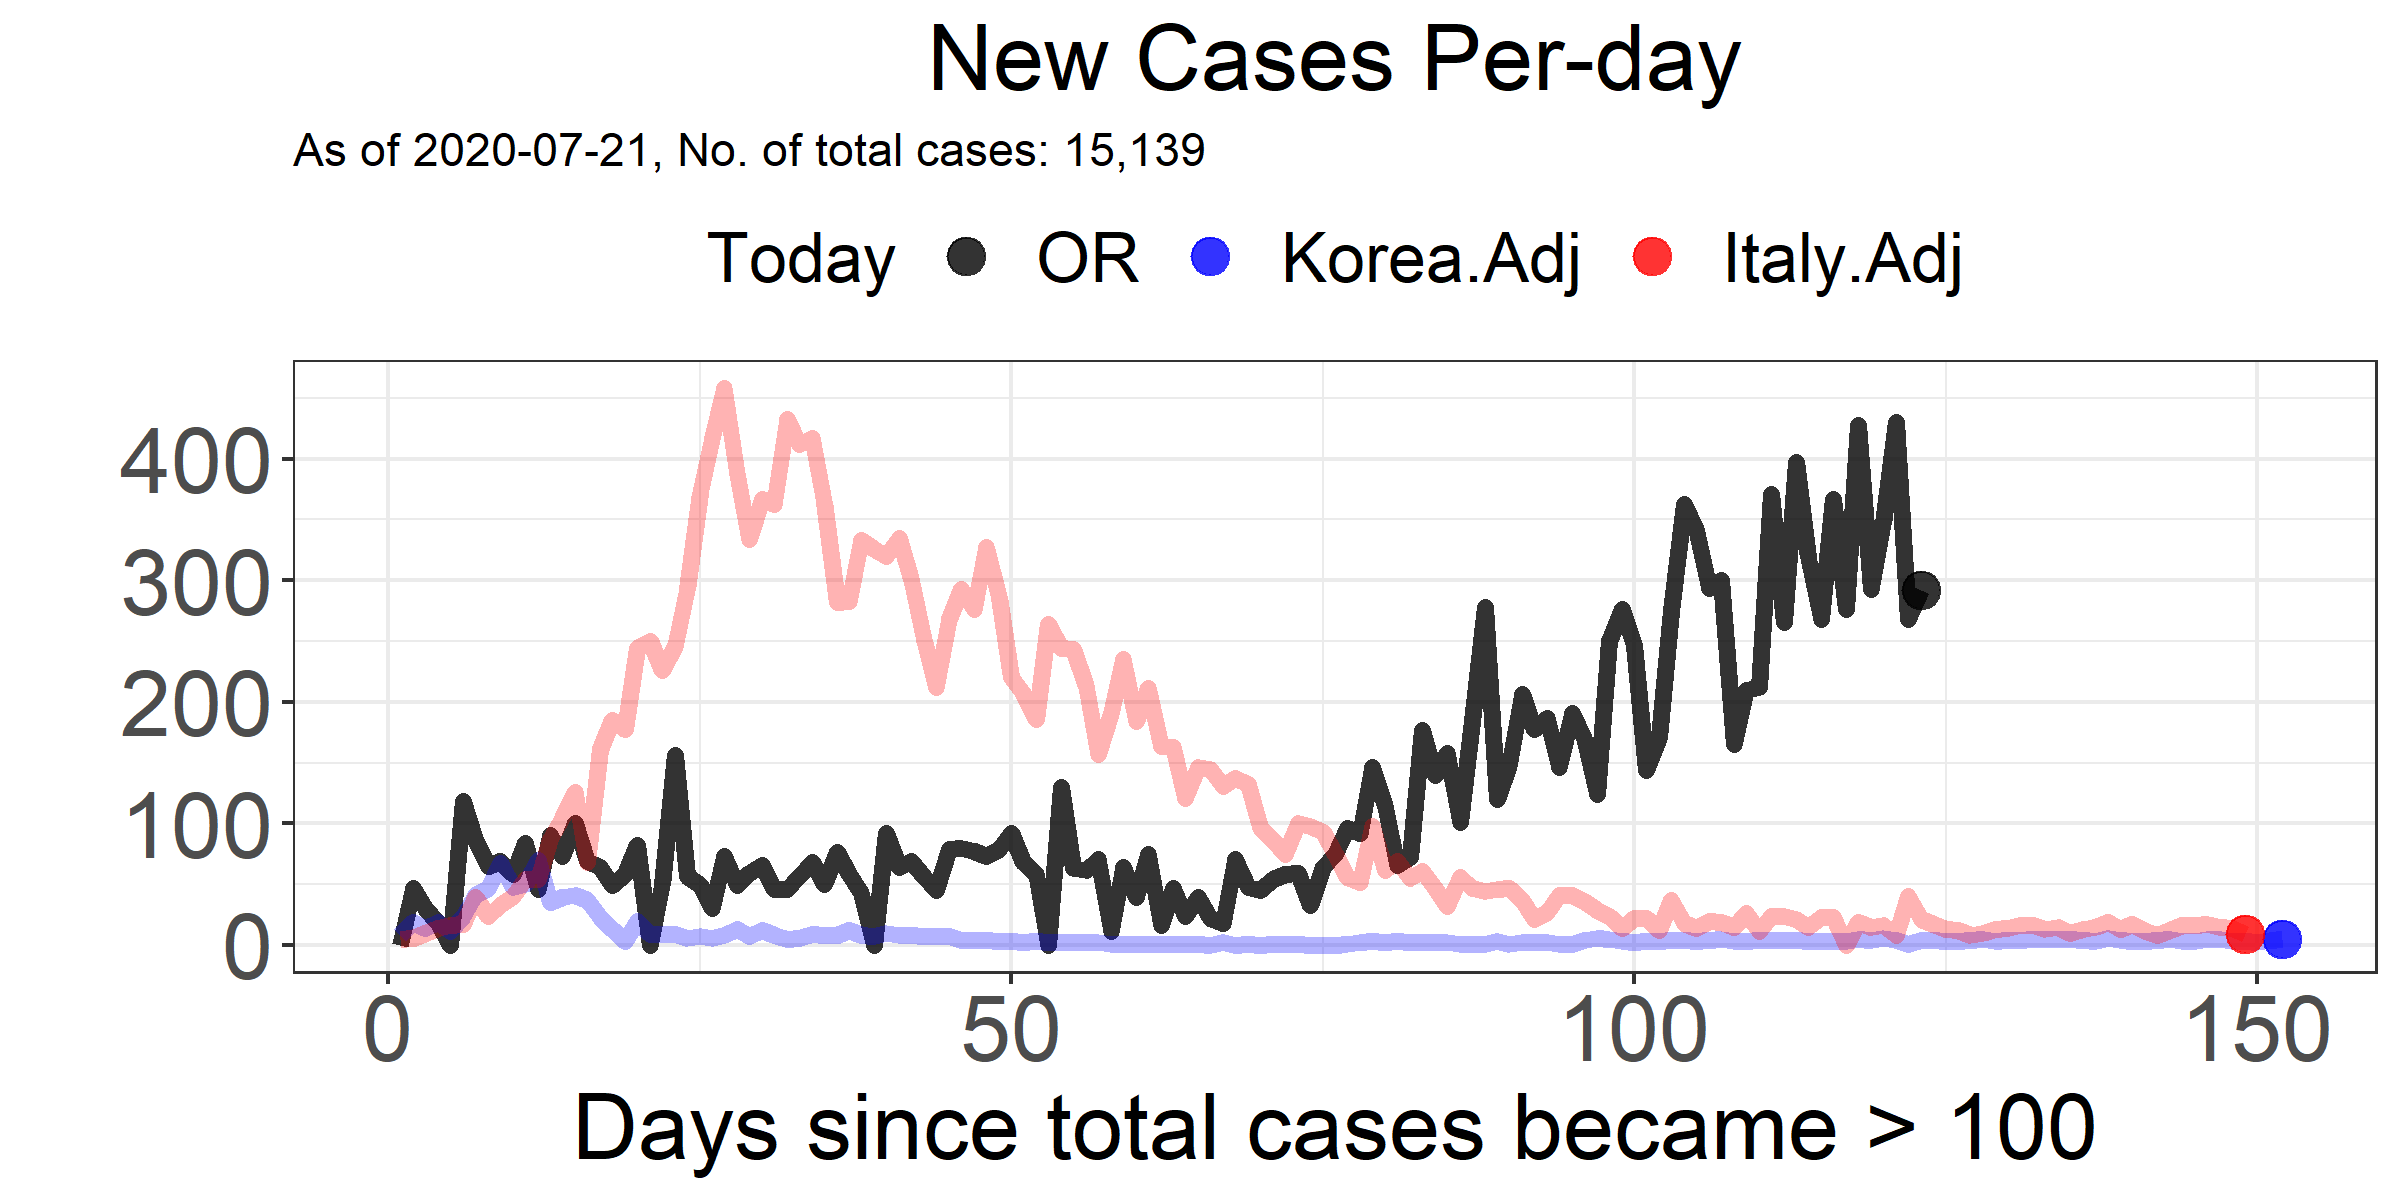 New Cases Per-day
As of 2020-07-21, No. of total cases: 15,139
Today OR Korea.Adj Italy.Adj
400
300
200
100
0
0 50 100 150
Days since total cases became > 100